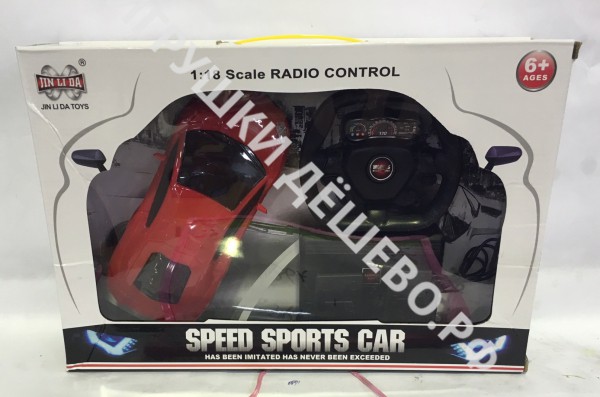 1:18 Scale RADIO CONTROL
JIN LI DA
®
JIN LI DA TOYS
6+
AGES
ИГРУШКИ ДЁШЕВО.РФ
SPEED SPORTS CAR
HAS BEEN IMITATED HAS NEVER BEEN EXCEEDED